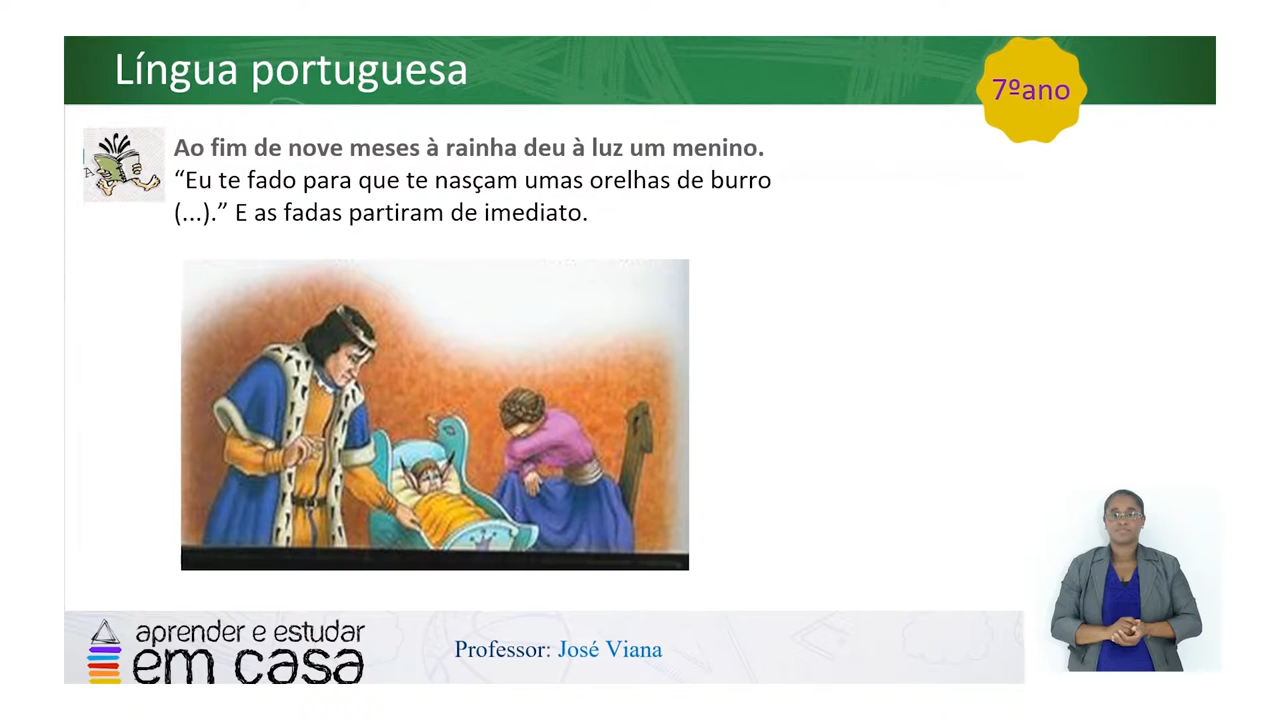 Língua portuguesa
7ºano
Ao fim de nove meses à rainha deu à luz um menino.
“Eu te fado para que te nasçam umas orelhas de burro
(...).” E as fadas partiram de imediato.
aprender e estudar
em casa
Professor: José Viana